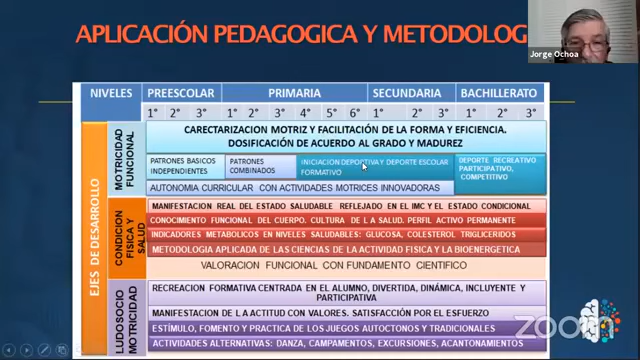 APLICACIÓN PEDAGOGICA Y METODOLOG
Jorge Ochoa
NIVELES PREESCOLAR PRIMARIA SECUNDARIA BACHILLERATO
1° 2° 3° 1° 2° 3° 4° 5° 6° 1° 2° 3° 1° 2° 3°
EJES DE DESARROLLO
MOTRICIDAD
FUNCIONAL
CARECTARIZACION MOTRIZ Y FACILITACIÓN DE LA FORMA Y EFICIENCIA.
DOSIFICACIÓN DE ACUERDO AL GRADO Y MADUREZ
PATRONES BASICOS
INDEPENDIENTES
PATRONES
COMBINADOS
INICIACION DEPORTIVA Y DEPORTE ESCOLAR
FORMATIVO
DEPORTE RECREATIVO
PARTICIPATIVO,
COMPETITIVO
AUTONOMIA CURRICULAR CON ACTIVIDADES MOTRICES INNOVADORAS
CONDICION
FISICA Y
SALUD
MANIFESTACION REAL DEL ESTADO SALUDABLE REFLEJADO EN EL IMC Y EL ESTADO CONDICIONAL
CONOCIMIENTO FUNCIONAL DEL CUERPO. CULTURA DE LA SALUD. PERFIL ACTIVO PERMANENTE
INDICADORES METABOLICOS EN NIVELES SALUDABLES: GLUCOSA, COLESTEROL TRIGLICERIDOS
METODOLOGIA APLICADA DE LAS CIENCIAS DE LA ACTIVIDAD FISICA Y LA BIOENERGETICA
VALORACION FUNCIONAL CON FUNDAMENTO CIENTIFICO
LUDOSOCIO
MOTRICIDAD
RECREACION FORMATIVA CENTRADA EN EL ALUMNO, DIVERTIDA, DINÁMICA, INCLUYENTE Y
PARTICIPATIVA
MANIFESTACION DE LA ACTITUD CON VALORES. SATISFACCIÓN POR EL ESFUERZO
ESTÍMULO, FOMENTO Y PRACTICA DE LOS JUEGOS AUTOCTONOS Y TRADICIONALES
ACTIVIDADES ALTERNATIVAS: DANZA, CAMPAMENTOS, EXCURSIONES, ACANTONAMIENTOS
zoom